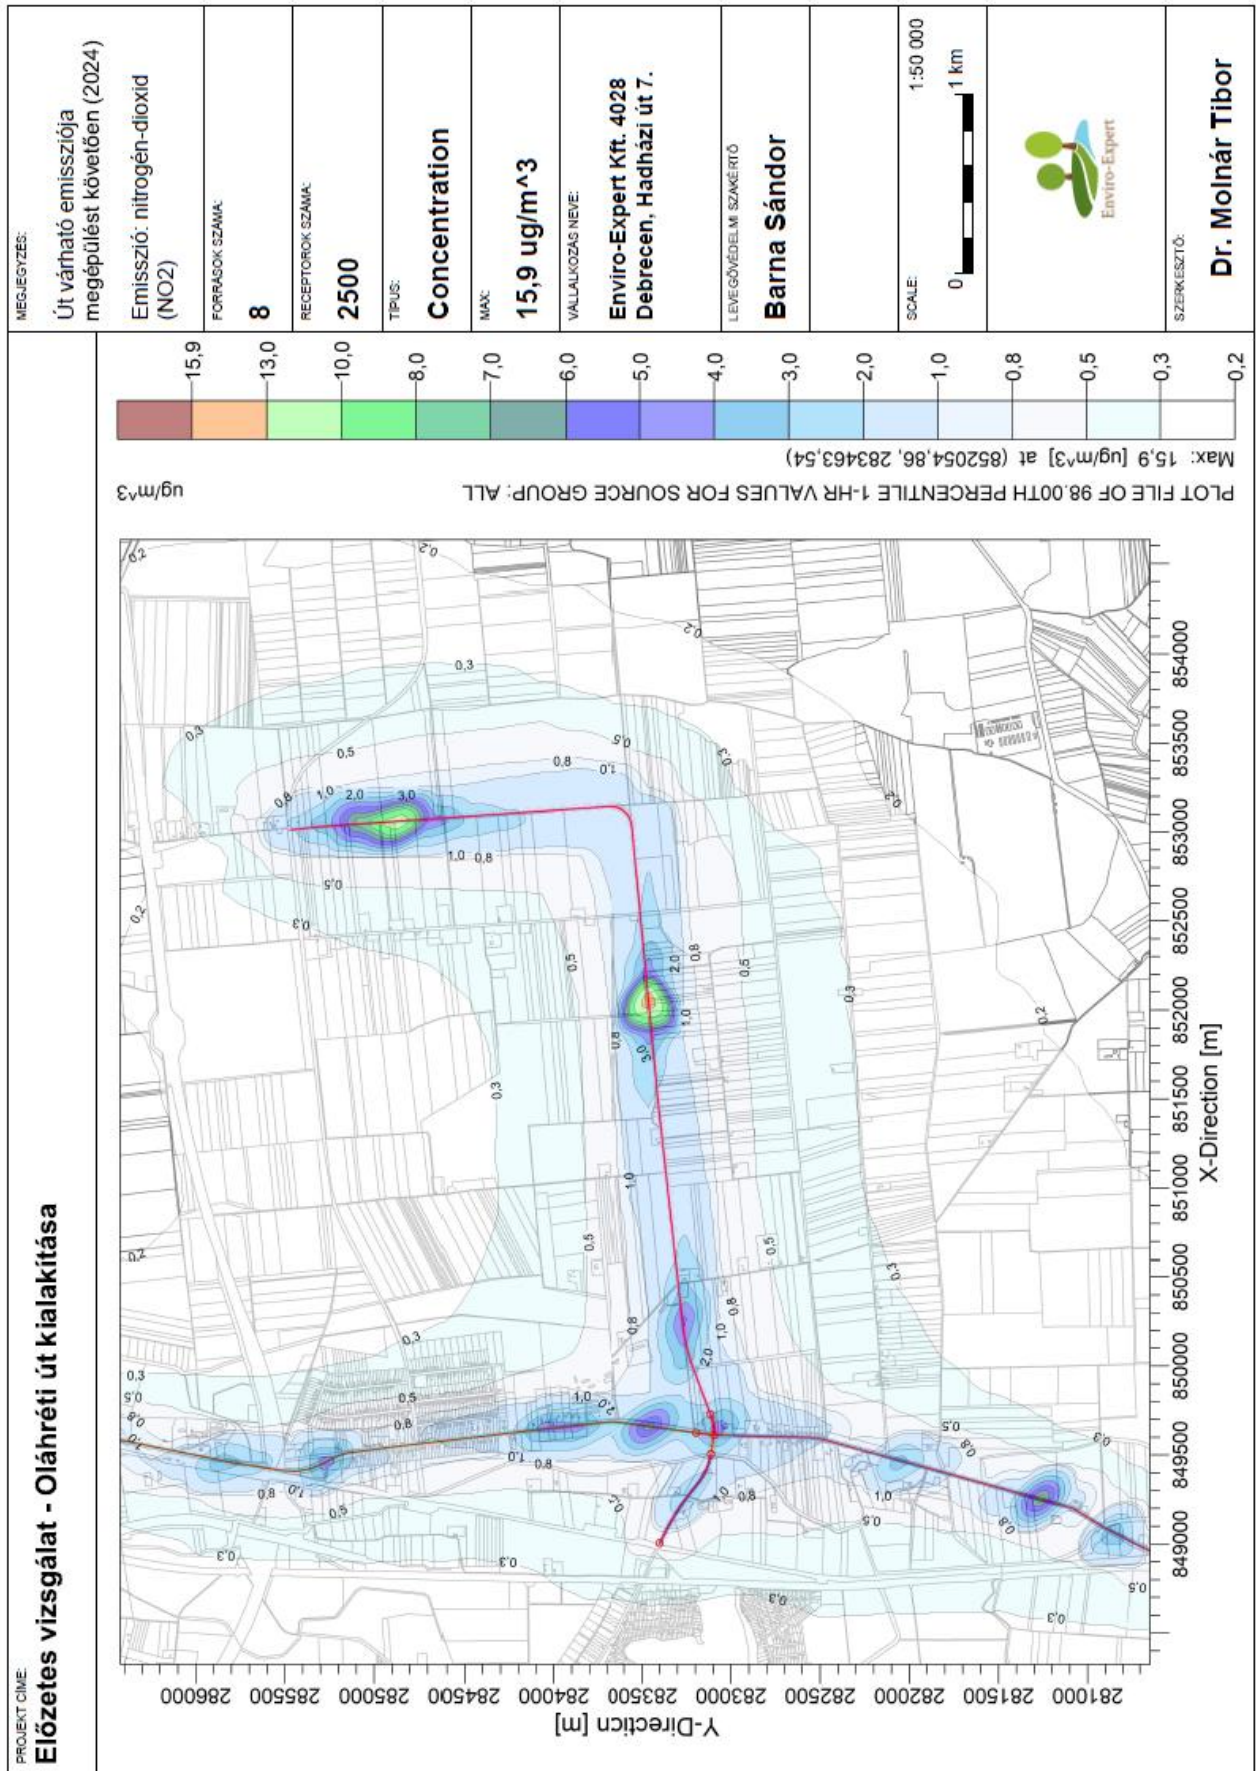 PROJEKT CÍME:
Előzetes vizsgálat - Oláhréti út kialakítása
ug/m^3
PLOT FILE OF 98.00TH PERCENTILE 1-HR VALUES FOR SOURCE GROUP: ALL
Max: 15,9 [ug/m^3] at (852054,86, 283463,54)
15,9
13,0
10,0
8,0
7,0
6,0
5,0
4,0
3,0
2,0
1,0
0,8
0,5
0,3
0,2
Y-Direction [m]
286000
285500
285000
284500
284000
283500
283000
282500
282000
281500
281000
X-Direction [m]
849000
849500
850000
850500
851000
851500
852000
852500
853000
853500
854000
MEGJEGYZÉS:
Út várható emissziója
megépülést követően (2024)
Emisszió: nitrogén-dioxid
(NO2)
FORRÁSOK SZÁMA:
8
RECEPTOROK SZÁMA:
2500
TÍPUS:
Concentration
MAX:
15,9 ug/m^3
VÁLLALKOZÁS NEVE:
Enviro-Expert Kft. 4028
Debrecen, Hadházi út 7.
LEVEGŐVÉDELMI SZAKÉRTŐ
Barna Sándor
SCALE:
1:50 000
0
1 km
Enviro-Expert
SZERKESZTŐ:
Dr. Molnár Tibor